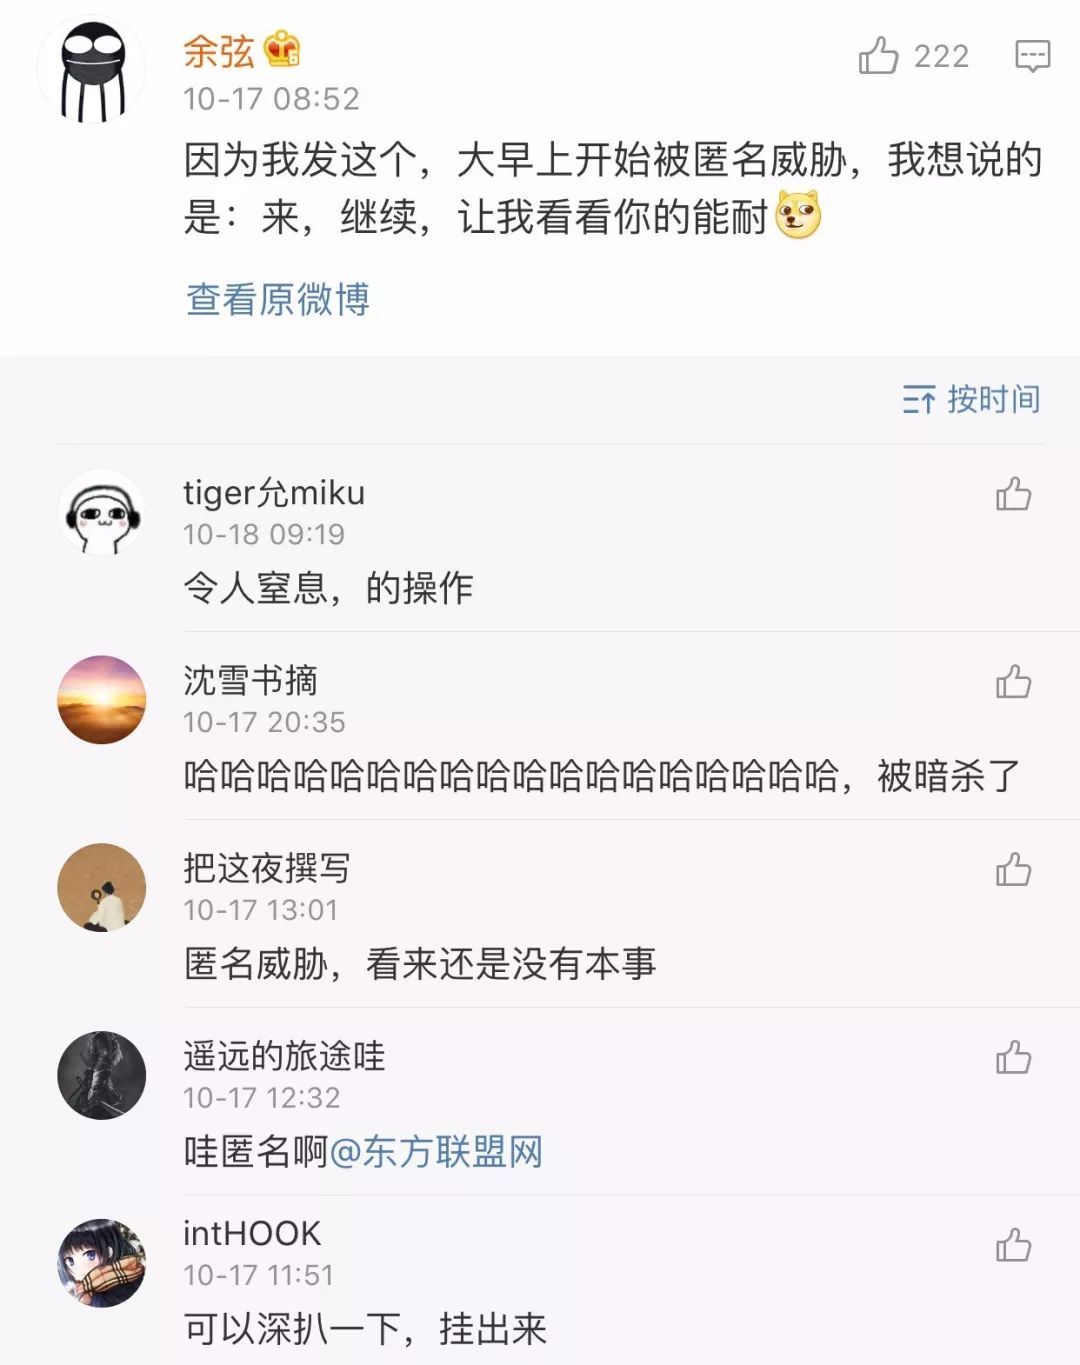 余弦
222
10-17 08:52
因为我发这个，大早上开始被匿名威胁，我想说的
是：来，继续，让我看看你的能耐
查看原微博
按时间
tiger允miku
10-18 09:19
令人窒息，的操作
沈雪书摘
10-17 20:35
哈哈哈哈哈哈哈哈哈哈哈哈哈哈哈哈哈哈，被暗杀了
把这夜撰写
10-17 13:01
匿名威胁，看来还是没有本事
遥远的旅途哇
10-17 12:32
哇匿名啊@东方联盟网
intHOOK
10-17 11:51
可以深扒一下，挂出来